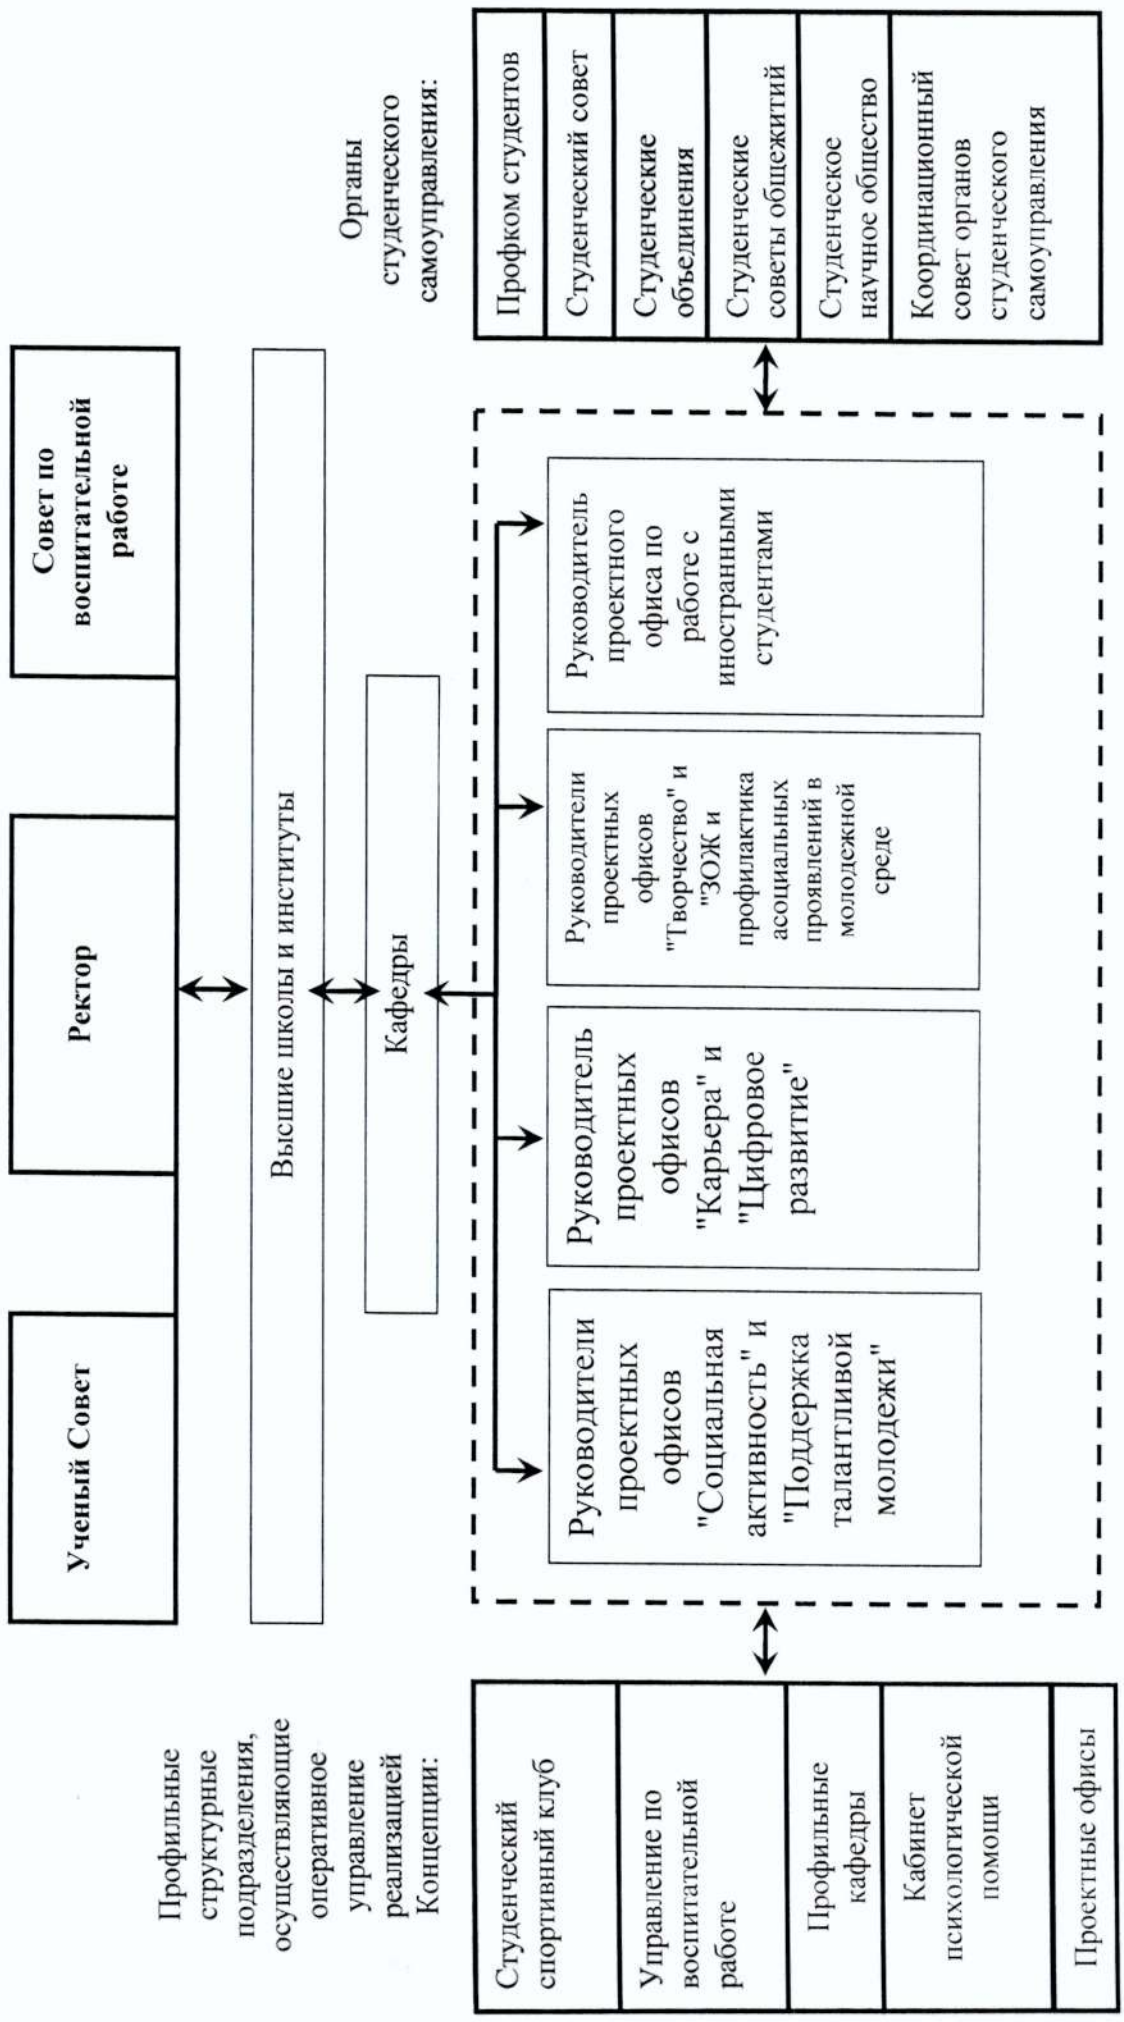 Ученый Совет
Ректор
Совет по
воспитательной
работе
Высшие школы и институты
Кафедры
Профильные
структурные
подразделения,
осуществляющие
оперативное
управление
реализацией
Концепции:
Студенческий
спортивный клуб
Управление по
воспитательной
работе
Профильные
кафедры
Кабинет
психологической
помощи
Проектные офисы
Руководители
проектных
офисов
"Социальная
активность" и
"Поддержка
талантливой
молодежи"
Руководитель
проектных
офисов
"Карьера" и
"Цифровое
развитие"
Руководители
проектных
офисов
"Творчество" и
"ЗОЖ и
профилактика
асоциальных
проявлений в
молодежной
среде
Руководитель
проектного
офиса по
работе с
иностранными
студентами
Органы
студенческого
самоуправления:
Профком студентов
Студенческий совет
Студенческие
объединения
Студенческие
советы общежитий
Студенческое
научное общество
Координационный
совет органов
студенческого
самоуправления